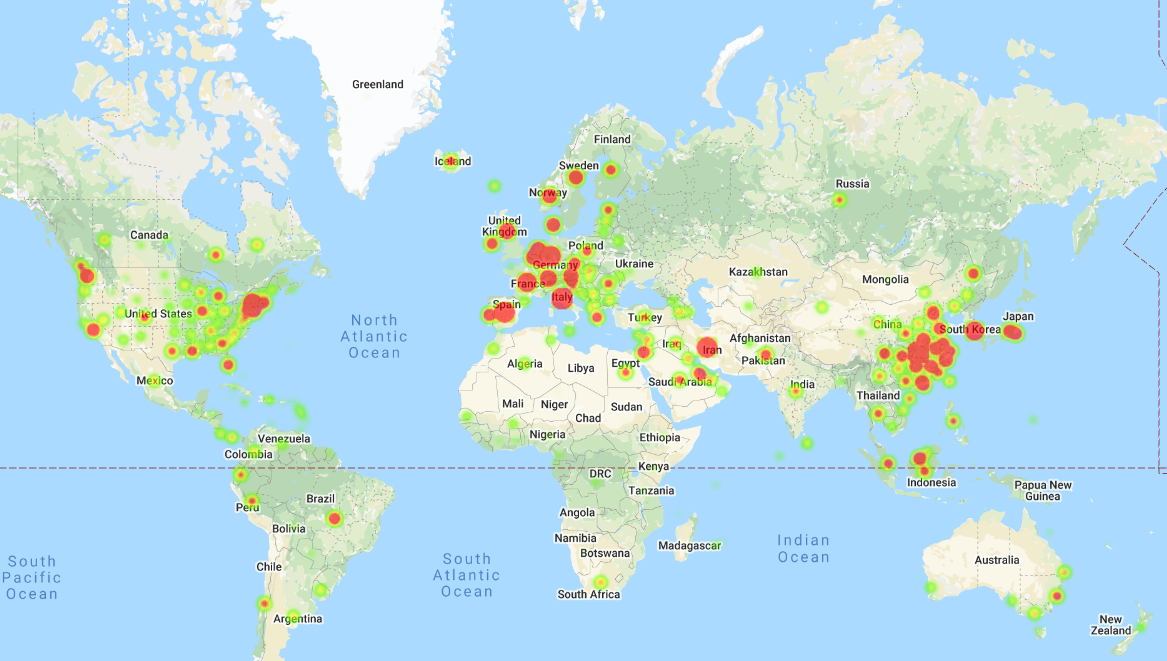 Greenland
Finland
Iceland
Sweden
Russia
Norway
United
Kingdom
Canada
Poland
Ukraine
Germany
Kazakhstan
Mongolia
France
Italy
United States
Spain
North
Atlantic
Ocean
Turkey
China
South Korea
Japan
Afghanistan
Iraq
Iran
Pakistan
Algeria
Libya
Egypt
Mexico
Saudi Arabia
India
Thailand
Mali
Niger
Sudan
Chad
Nigeria
Ethiopia
Venezuela
Colombia
DRC
Kenya
Indonesia
Papua New
Guinea
Tanzania
Brazil
Peru
Angola
Bolivia
Namibia
Botswana
Madagascar
Indian
Ocean
South
Pacific
Ocean
South
Atlantic
Ocean
Chile
Australia
South Africa
Argentina
New
Zealand